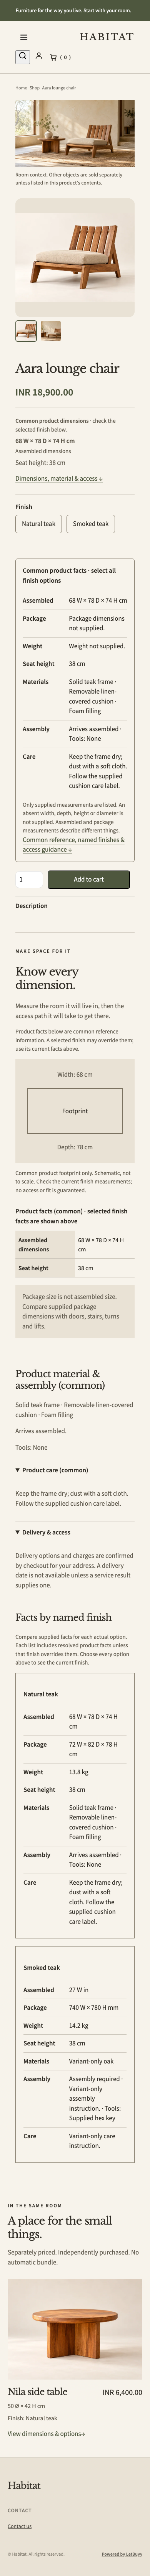 Furniture for the way you live. Start with your room.
HABITAT
( 0 )
Home Shop Aara lounge chair
Room context. Other objects are sold separately
unless listed in this product's contents.
Aara lounge chair
INR 18,900.00
Common product dimensions · check the
selected finish below.
68 W × 78 D × 74 H cm
Assembled dimensions
Seat height: 38 cm
Dimensions, material & access ↓
Finish
Natural teak
Smoked teak
Common product facts · select all
finish options
Assembled 68 W × 78 D × 74 H cm
Package Package dimensions
not supplied.
Weight Weight not supplied.
Seat height 38 cm
Materials Solid teak frame ·
Removable linen-
covered cushion ·
Foam filling
Assembly Arrives assembled ·
Tools: None
Care Keep the frame dry;
dust with a soft cloth.
Follow the supplied
cushion care label.
Only supplied measurements are listed. An
absent width, depth, height or diameter is
not supplied. Assembled and package
measurements describe different things.
Common reference, named finishes &
access guidance ↓
1
Add to cart
Description
MAKE SPACE FOR IT
Know every
dimension.
Measure the room it will live in, then the
access path it will take to get there.
Product facts below are common reference
information. A selected finish may override them;
use its current facts above.
Width: 68 cm
Footprint
Depth: 78 cm
Common product footprint only. Schematic, not
to scale. Check the current finish measurements;
no access or fit is guaranteed.
Product facts (common) · selected finish
facts are shown above
Assembled
dimensions
68 W × 78 D × 74 H
cm
Seat height 38 cm
Package size is not assembled size.
Compare supplied package
dimensions with doors, stairs, turns
and lifts.
Product material &
assembly (common)
Solid teak frame · Removable linen-covered
cushion · Foam filling
Arrives assembled.
Tools: None
▼ Product care (common)
Keep the frame dry; dust with a soft cloth.
Follow the supplied cushion care label.
▼ Delivery & access
Delivery options and charges are confirmed
by checkout for your address. A delivery
date is not available unless a service result
supplies one.
Facts by named finish
Compare supplied facts for each actual option.
Each list includes resolved product facts unless
that finish overrides them. Choose every option
above to see the current finish.
Natural teak
Assembled 68 W × 78 D × 74 H
cm
Package 72 W × 82 D × 78 H
cm
Weight 13.8 kg
Seat height 38 cm
Materials Solid teak frame ·
Removable linen-
covered cushion ·
Foam filling
Assembly Arrives assembled ·
Tools: None
Care Keep the frame dry;
dust with a soft
cloth. Follow the
supplied cushion
care label.
Smoked teak
Assembled 27 W in
Package 740 W × 780 H mm
Weight 14.2 kg
Seat height 38 cm
Materials Variant-only oak
Assembly Assembly required ·
Variant-only
assembly
instruction. · Tools:
Supplied hex key
Care Variant-only care
instruction.
IN THE SAME ROOM
A place for the small
things.
Separately priced. Independently purchased. No
automatic bundle.
Nila side table INR 6,400.00
50 Ø × 42 H cm
Finish: Natural teak
View dimensions & options→
Habitat
CONTACT
Contact us
© Habitat. All rights reserved.
Powered by LetBuyy